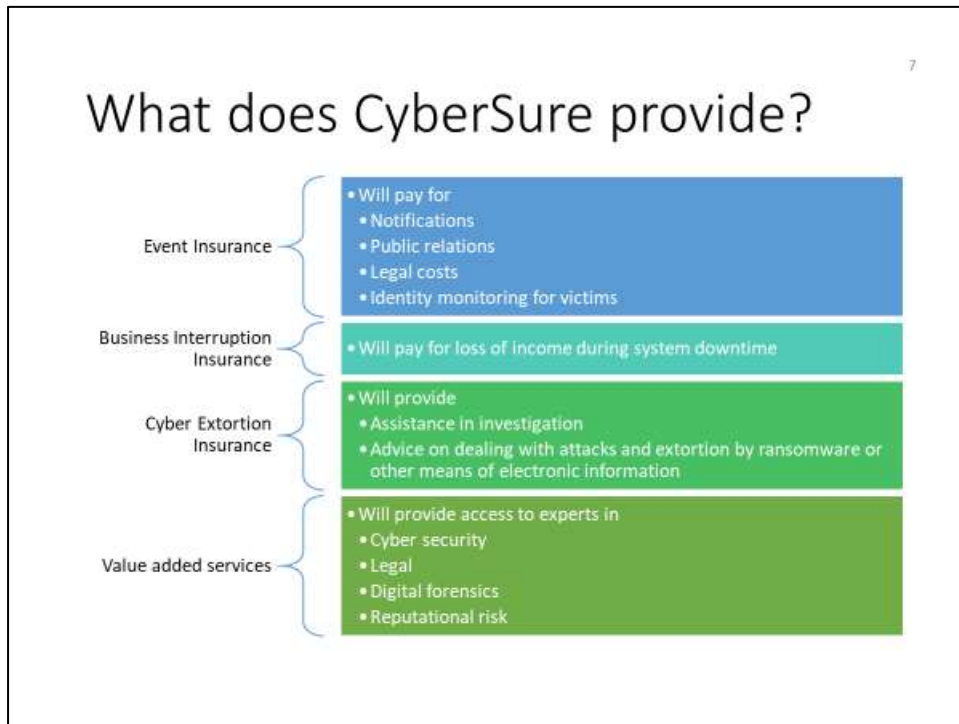 7
What does CyberSure provide?
Event Insurance
• Will pay for
• Notifications
• Public relations
• Legal costs
• Identity monitoring for victims
Business Interruption
Insurance
• Will pay for loss of income during system downtime
Cyber Extortion
Insurance
• Will provide
• Assistance in investigation
• Advice on dealing with attacks and extortion by ransomware or
other means of electronic information
Value added services
• Will provide access to experts in
• Cyber security
• Legal
• Digital forensics
• Reputational risk